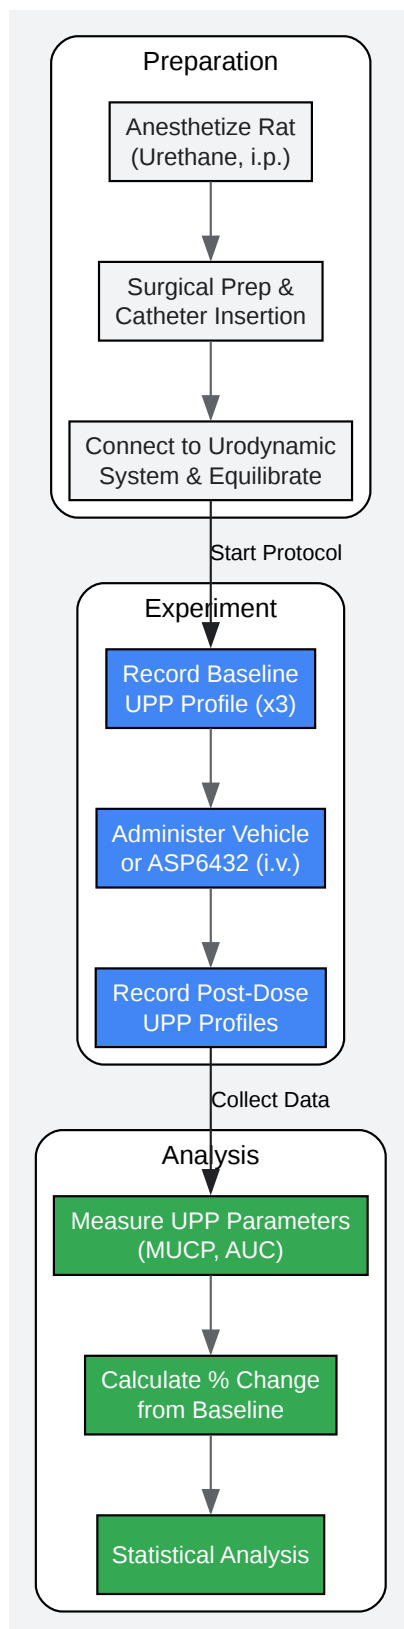 Preparation
Anesthetize Rat
(Urethane, i.p.)
Surgical Prep &
Catheter Insertion
Connect to Urodynamic
System & Equilibrate
Start Protocol
Experiment
Record Baseline
UPP Profile (x3)
Administer Vehicle
or ASP6432 (i.v.)
Record Post-Dose
UPP Profiles
Collect Data
Analysis
Measure UPP Parameters
(MUCP, AUC)
Calculate % Change
from Baseline
Statistical Analysis